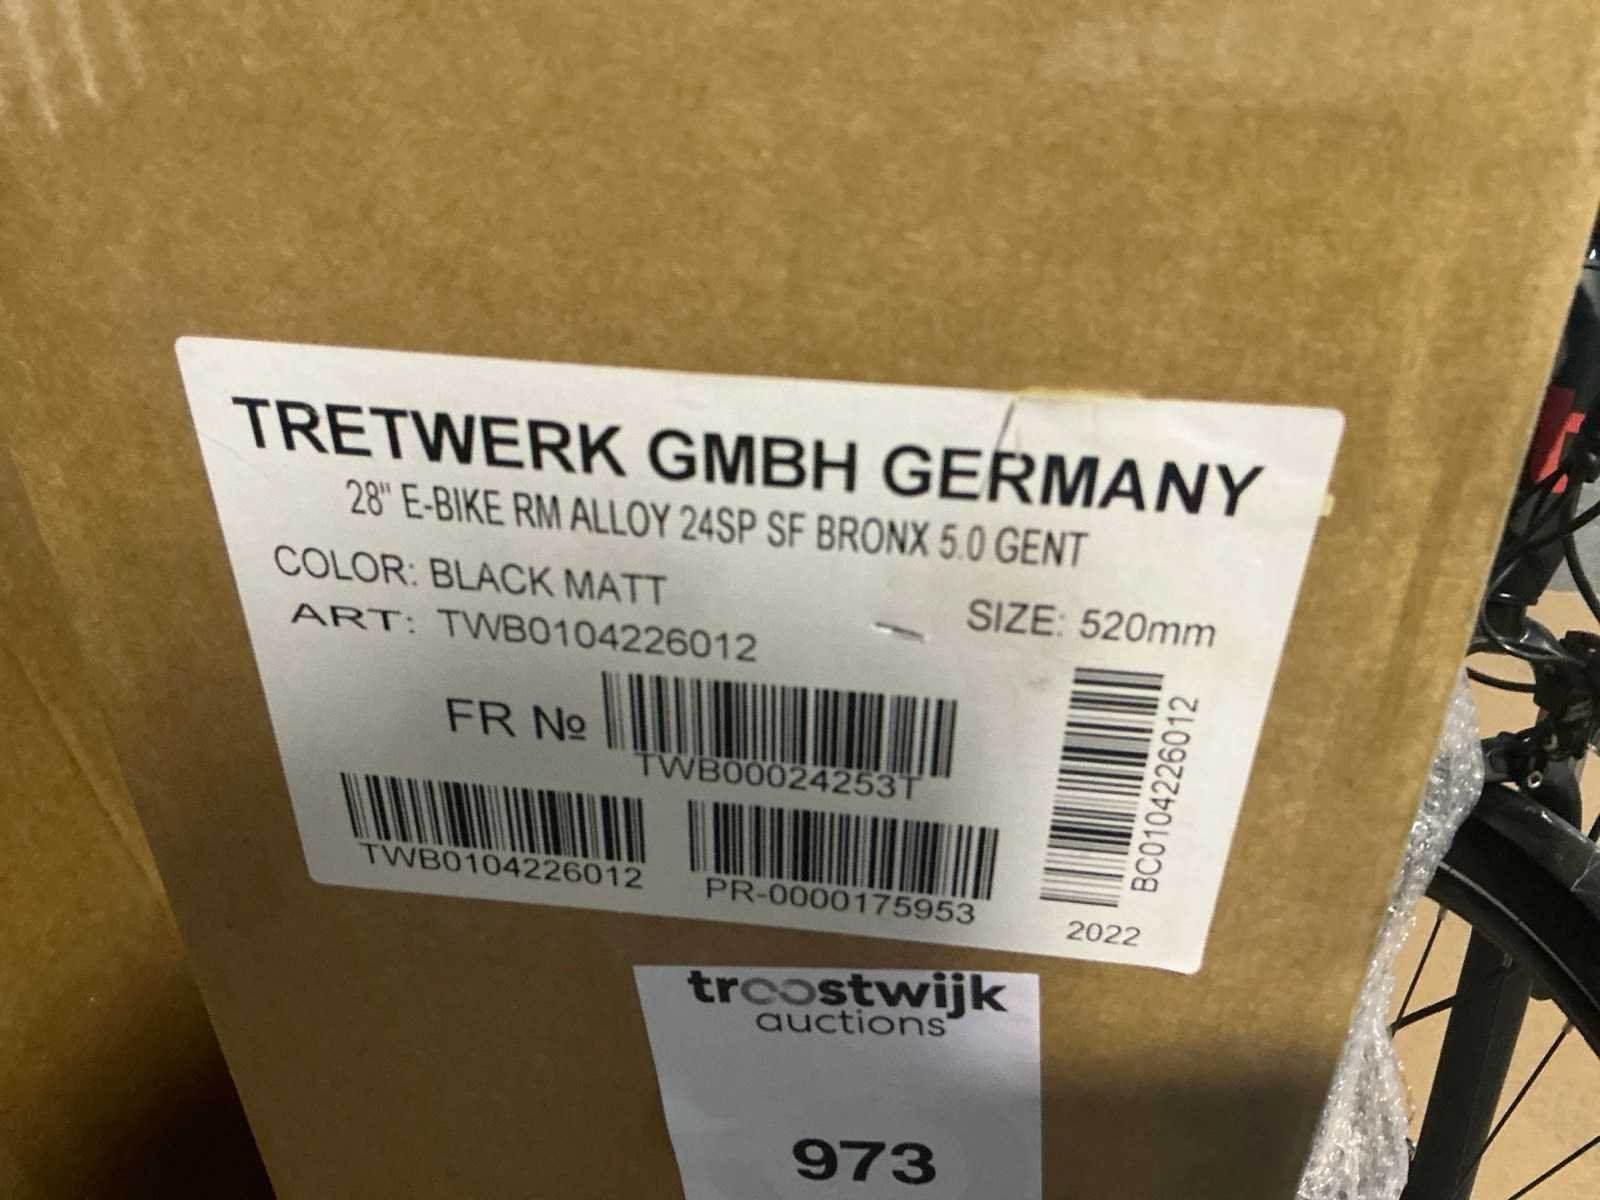 TRETWERK GMBH GERMANY
28" E-BIKE RM ALLOY 24SP SF BRONX 5.0 GENT
COLOR: BLACK MATT
SIZE: 520mm
ART: TWB0104226012
FR №
TWB00024253T
TWB0104226012
PR-0000175953
BC0104226012
2022
troostwijk
auctions
973